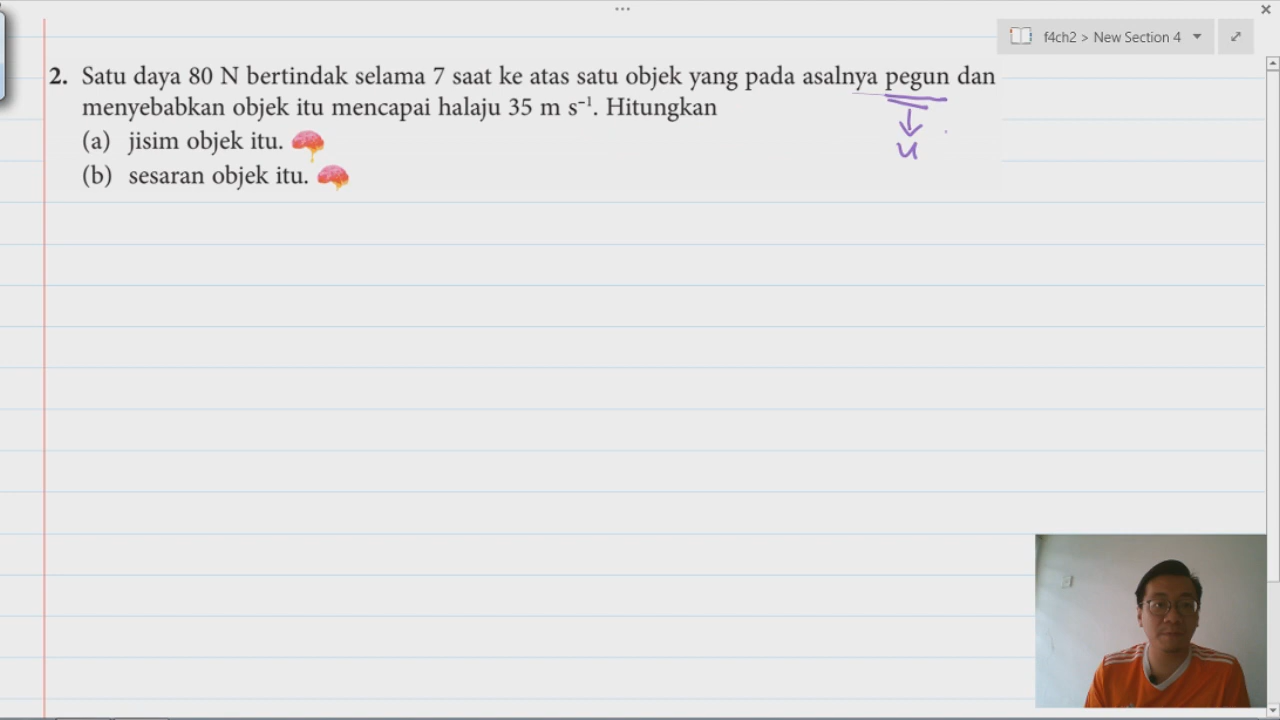 f4ch2 > New Section 4
2. Satu daya 80 N bertindak selama 7 saat ke atas satu objek yang pada asalnya pegun dan
menyebabkan objek itu mencapai halaju 35 m s⁻¹. Hitungkan
(a) jisim objek itu.
(b) sesaran objek itu.
u